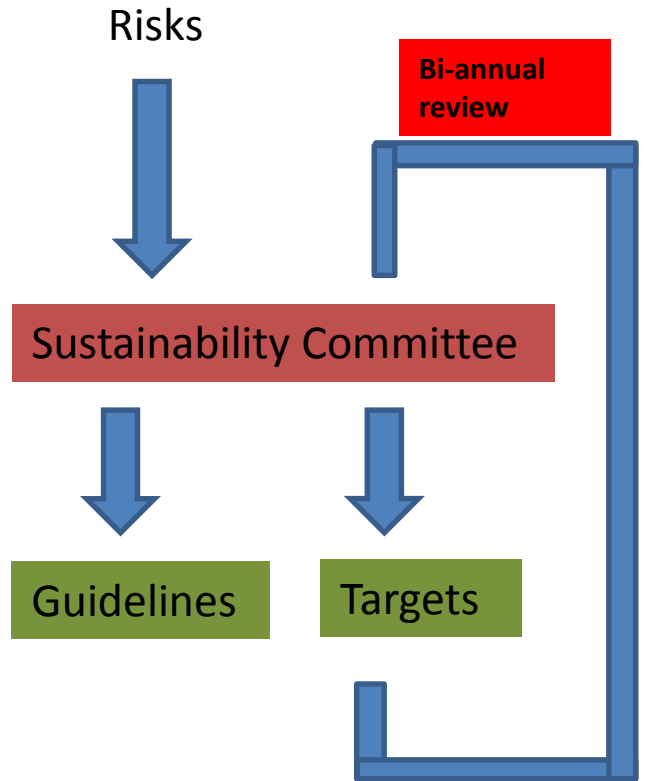 Risks
Bi-annual
review
Sustainability Committee
Guidelines
Targets